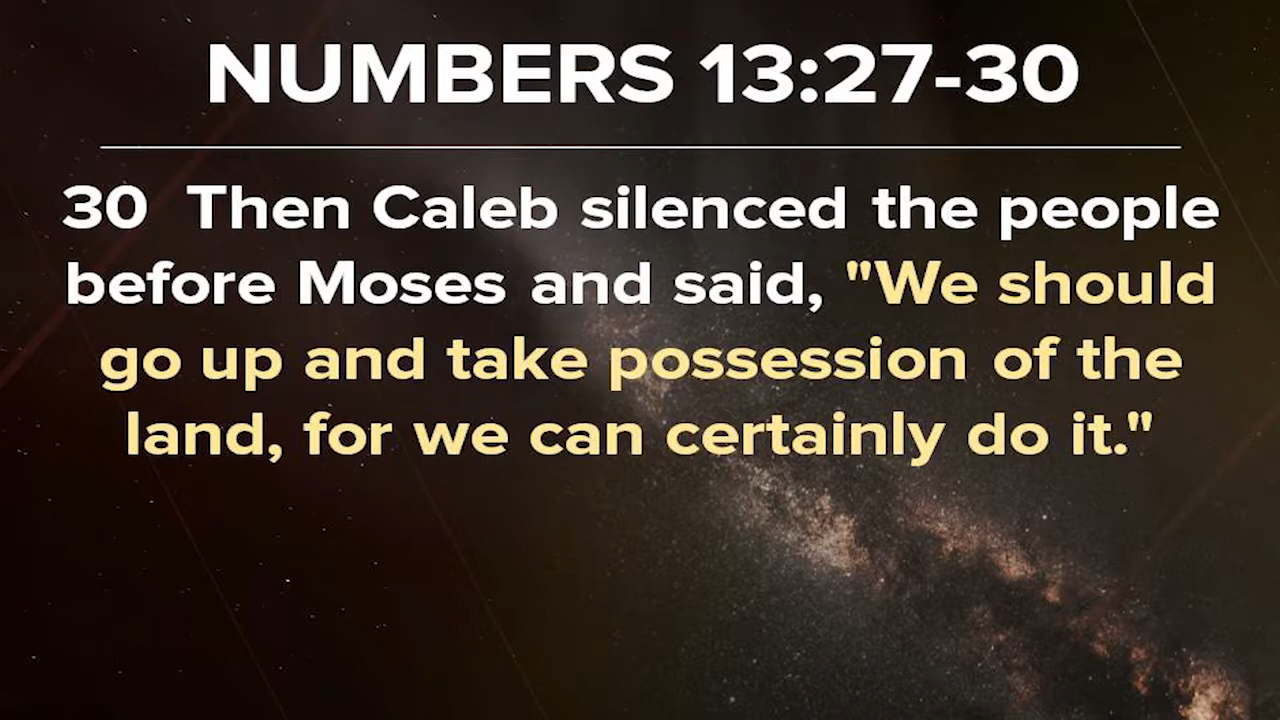 NUMBERS 13:27-30
30 Then Caleb silenced the people
before Moses and said, "We should
go up and take possession of the
land, for we can certainly do it."